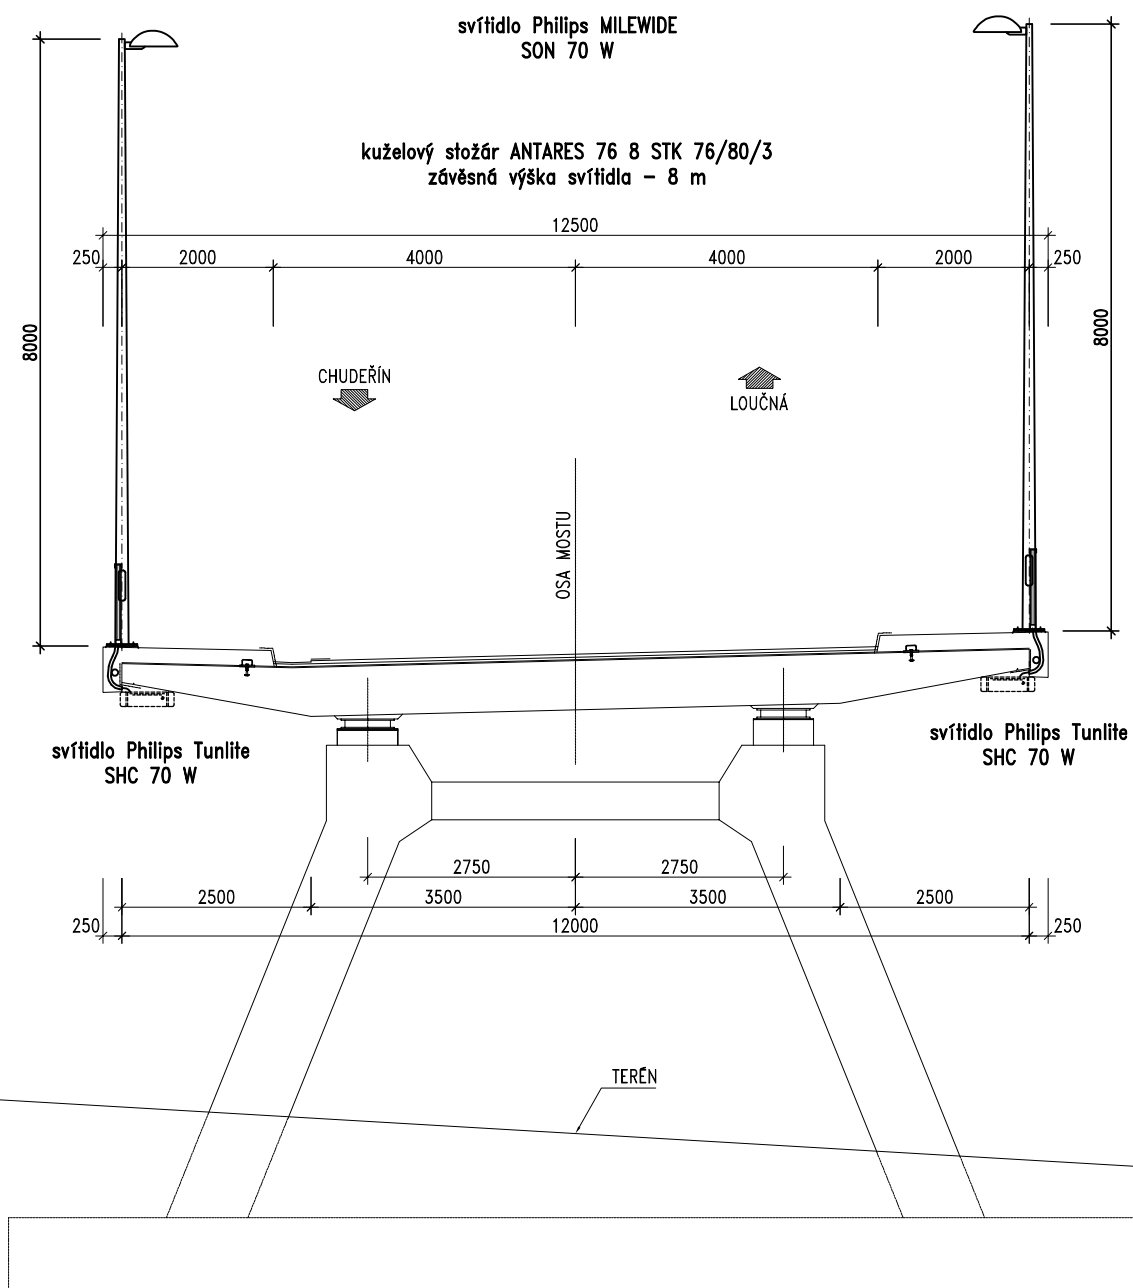 svítidlo Philips MILEWIDE
SON 70 W
kuželový stožár ANTARES 76 8 STK 76/80/3
závěsná výška svítidla – 8 m
12500
250
2000
4000
4000
2000
250
8000
8000
CHUDEŘÍN
LOUČNÁ
OSA MOSTU
svítidlo Philips Tunlite
SHC 70 W
svítidlo Philips Tunlite
SHC 70 W
2750
2750
2500
3500
3500
2500
250
12000
250
TERÉN